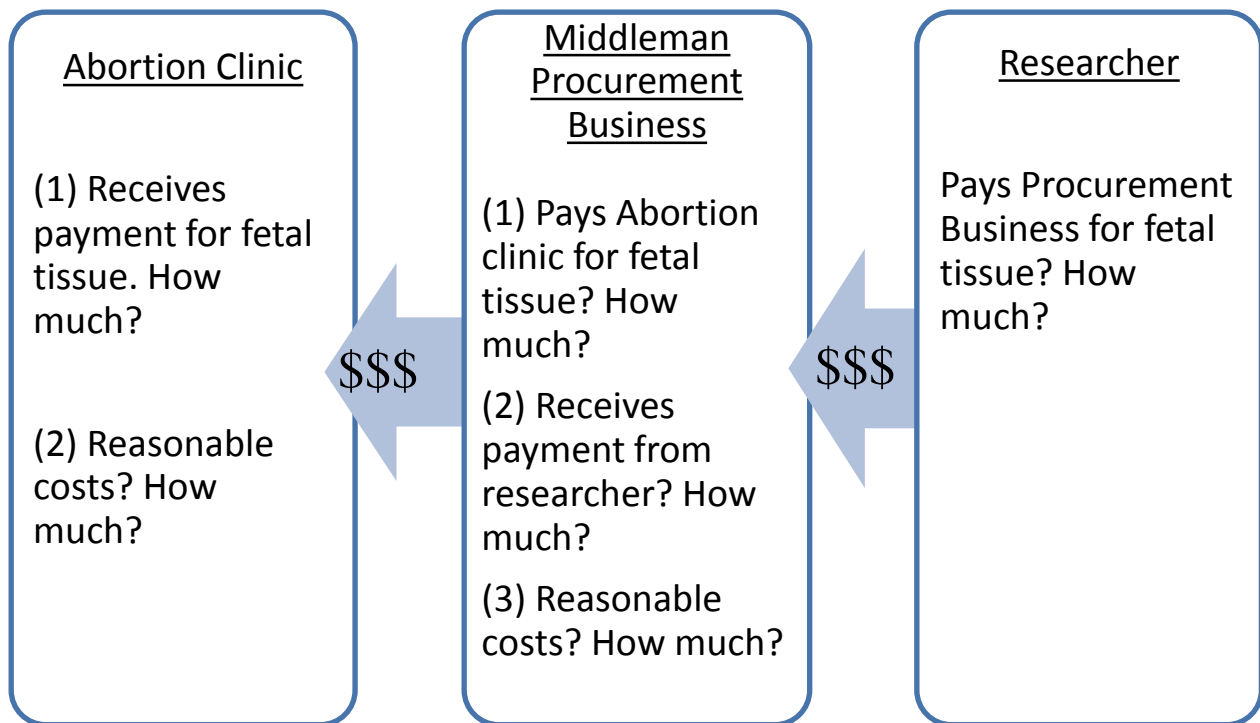 Abortion Clinic
(1) Receives
payment for fetal
tissue. How
much?
(2) Reasonable
costs? How
much?
$$$
Middleman
Procurement
Business
(1) Pays Abortion
clinic for fetal
tissue? How
much?
(2) Receives
payment from
researcher? How
much?
(3) Reasonable
costs? How much?
$$$
Researcher
Pays Procurement
Business for fetal
tissue? How
much?